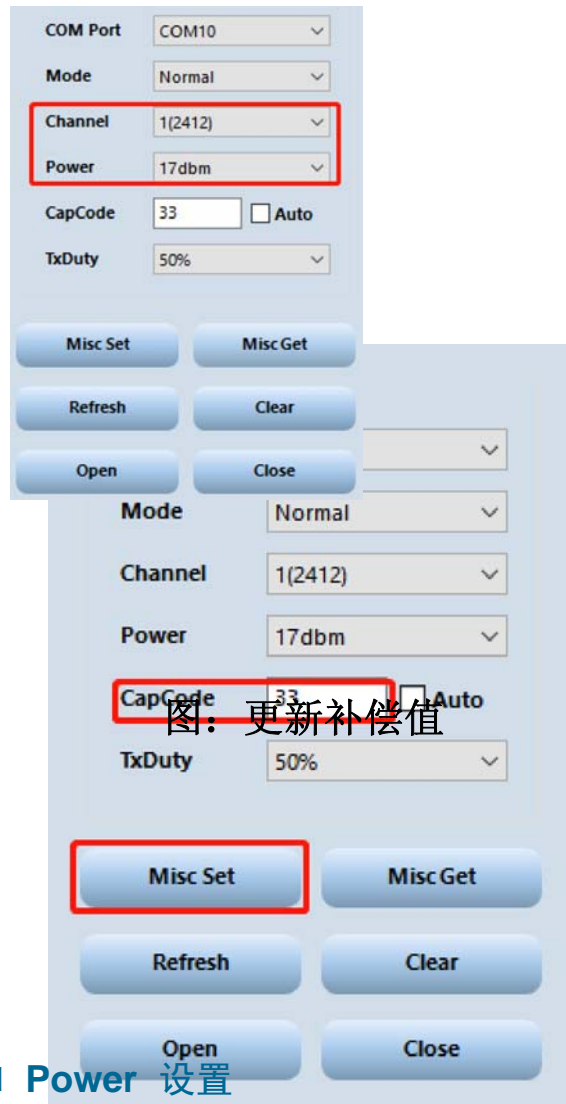 COM Port COM10
Mode Normal
Channel 1(2412)
Power 17dbm
CapCode 33 Auto
TxDuty 50%
Misc Set Misc Get
Refresh Clear
Open Close
Mode Normal
Channel 1(2412)
Power 17dbm
CapCode 33 Auto
图：更新补偿值
TxDuty 50%
Misc Set Misc Get
Refresh Clear
Open Close
Power 设置